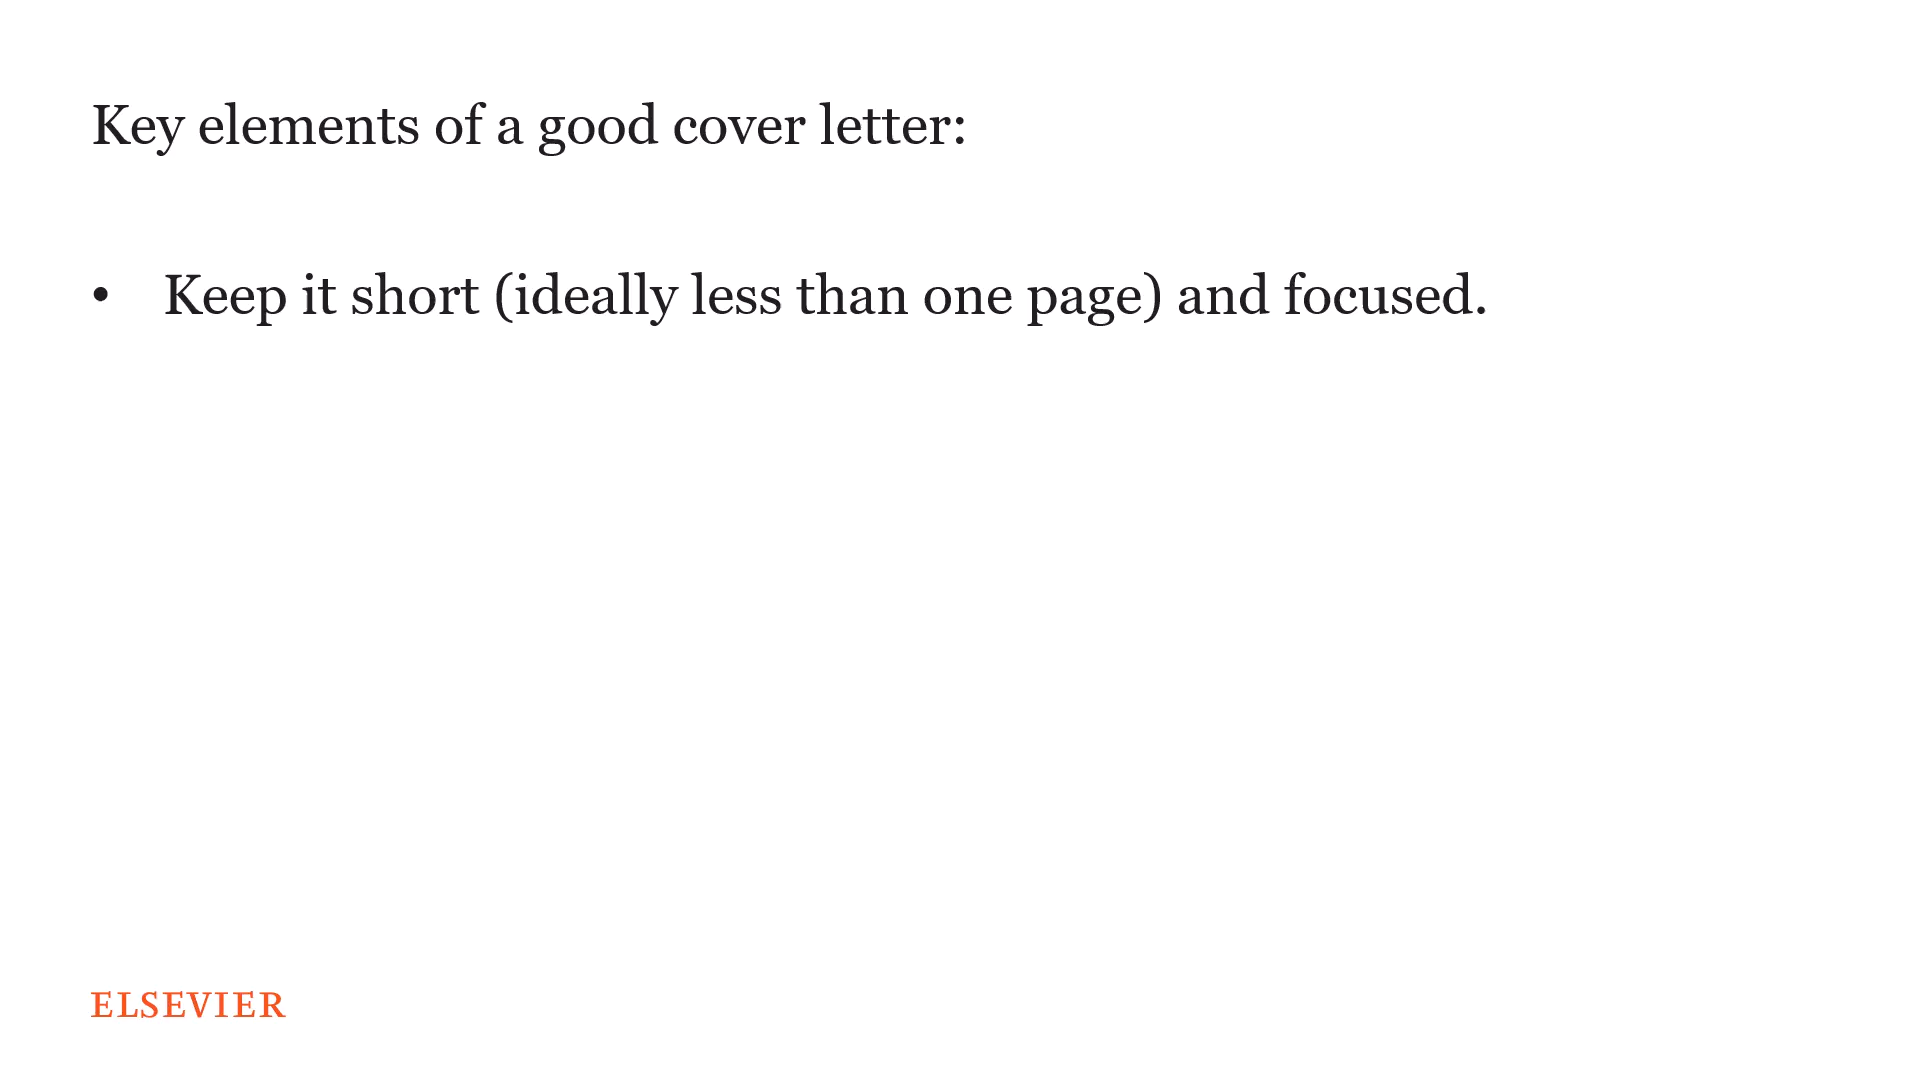 Key elements of a good cover letter:
• Keep it short (ideally less than one page) and focused.
ELSEVIER